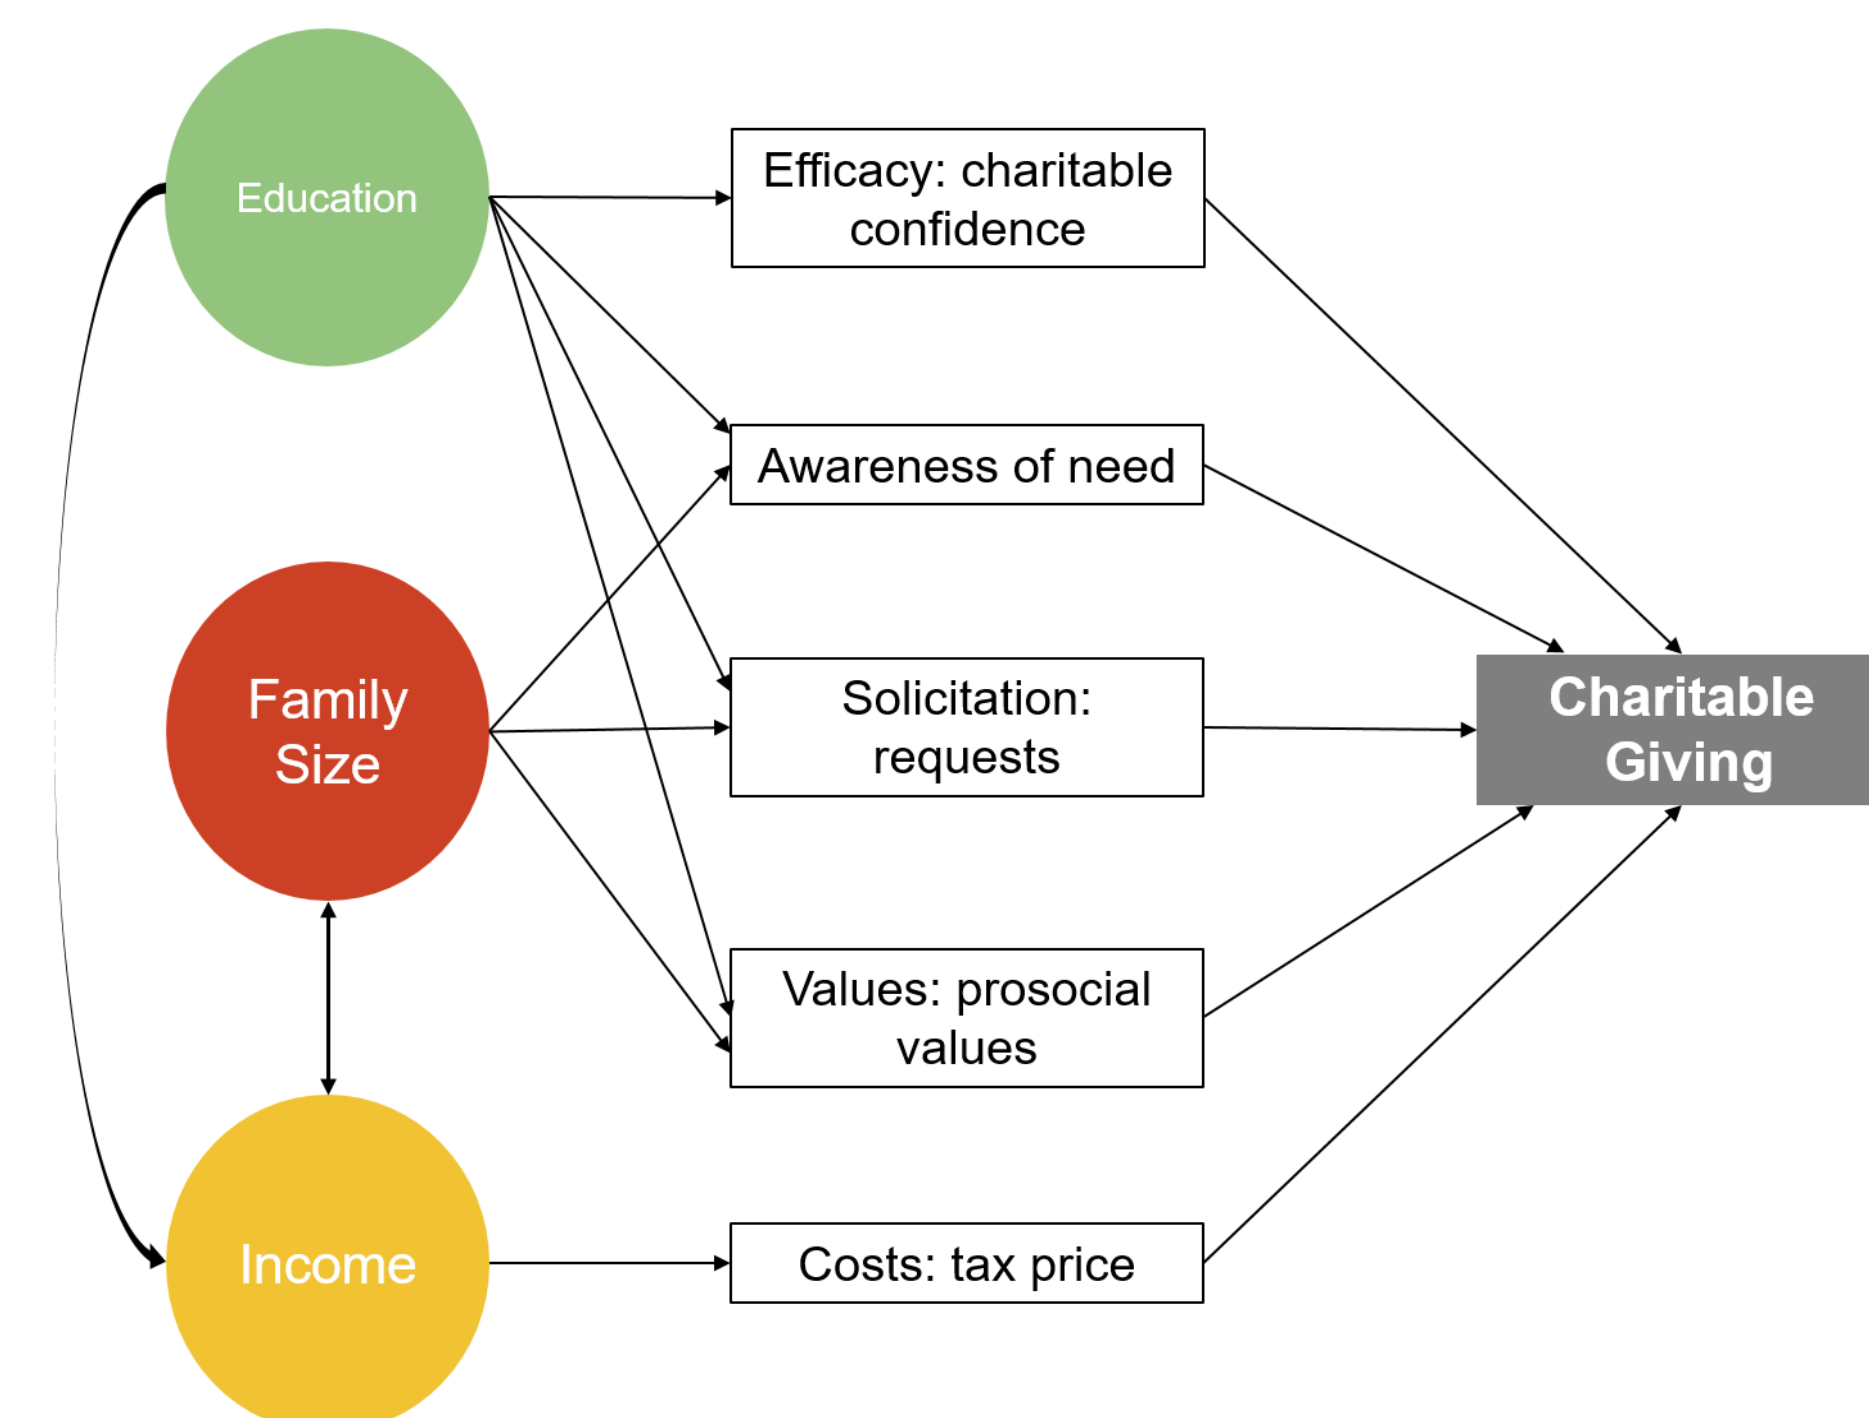 Education
Efficacy: charitable
confidence
Awareness of need
Family
Size
Solicitation:
requests
Charitable
Giving
Values: prosocial
values
Income
Costs: tax price